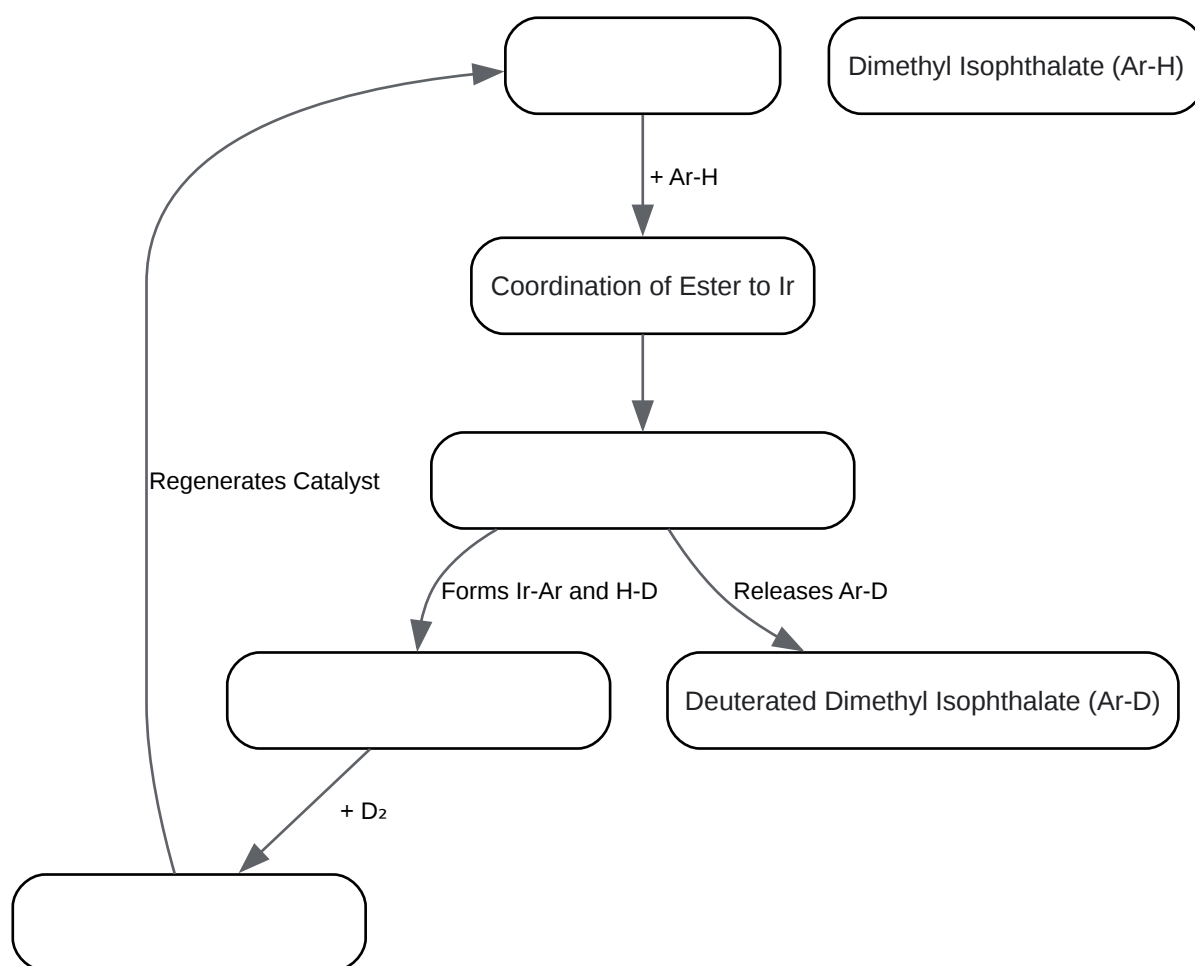 Dimethyl Isophthalate (Ar-H)
+ Ar-H
Coordination of Ester to Ir
Regenerates Catalyst
Forms Ir-Ar and H-D
Releases Ar-D
Deuterated Dimethyl Isophthalate (Ar-D)
+ D₂